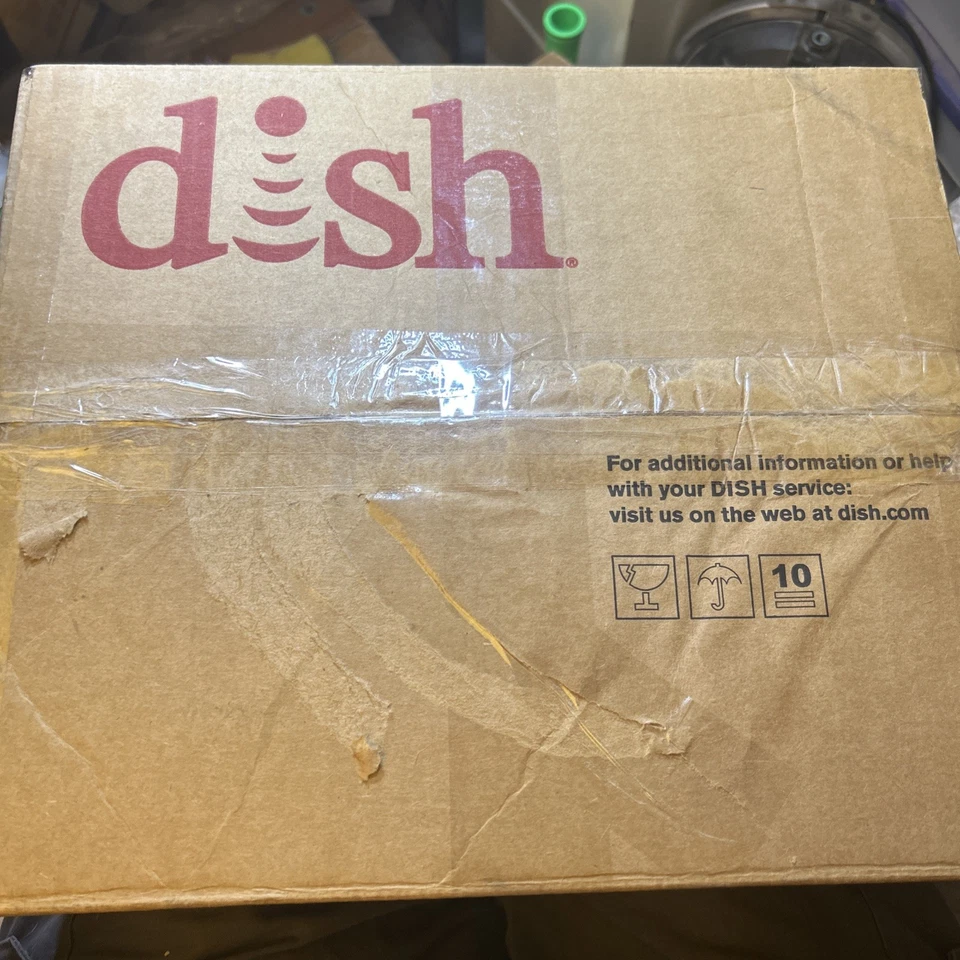 dish®
For additional information or help
with your DISH service:
visit us on the web at dish.com
10